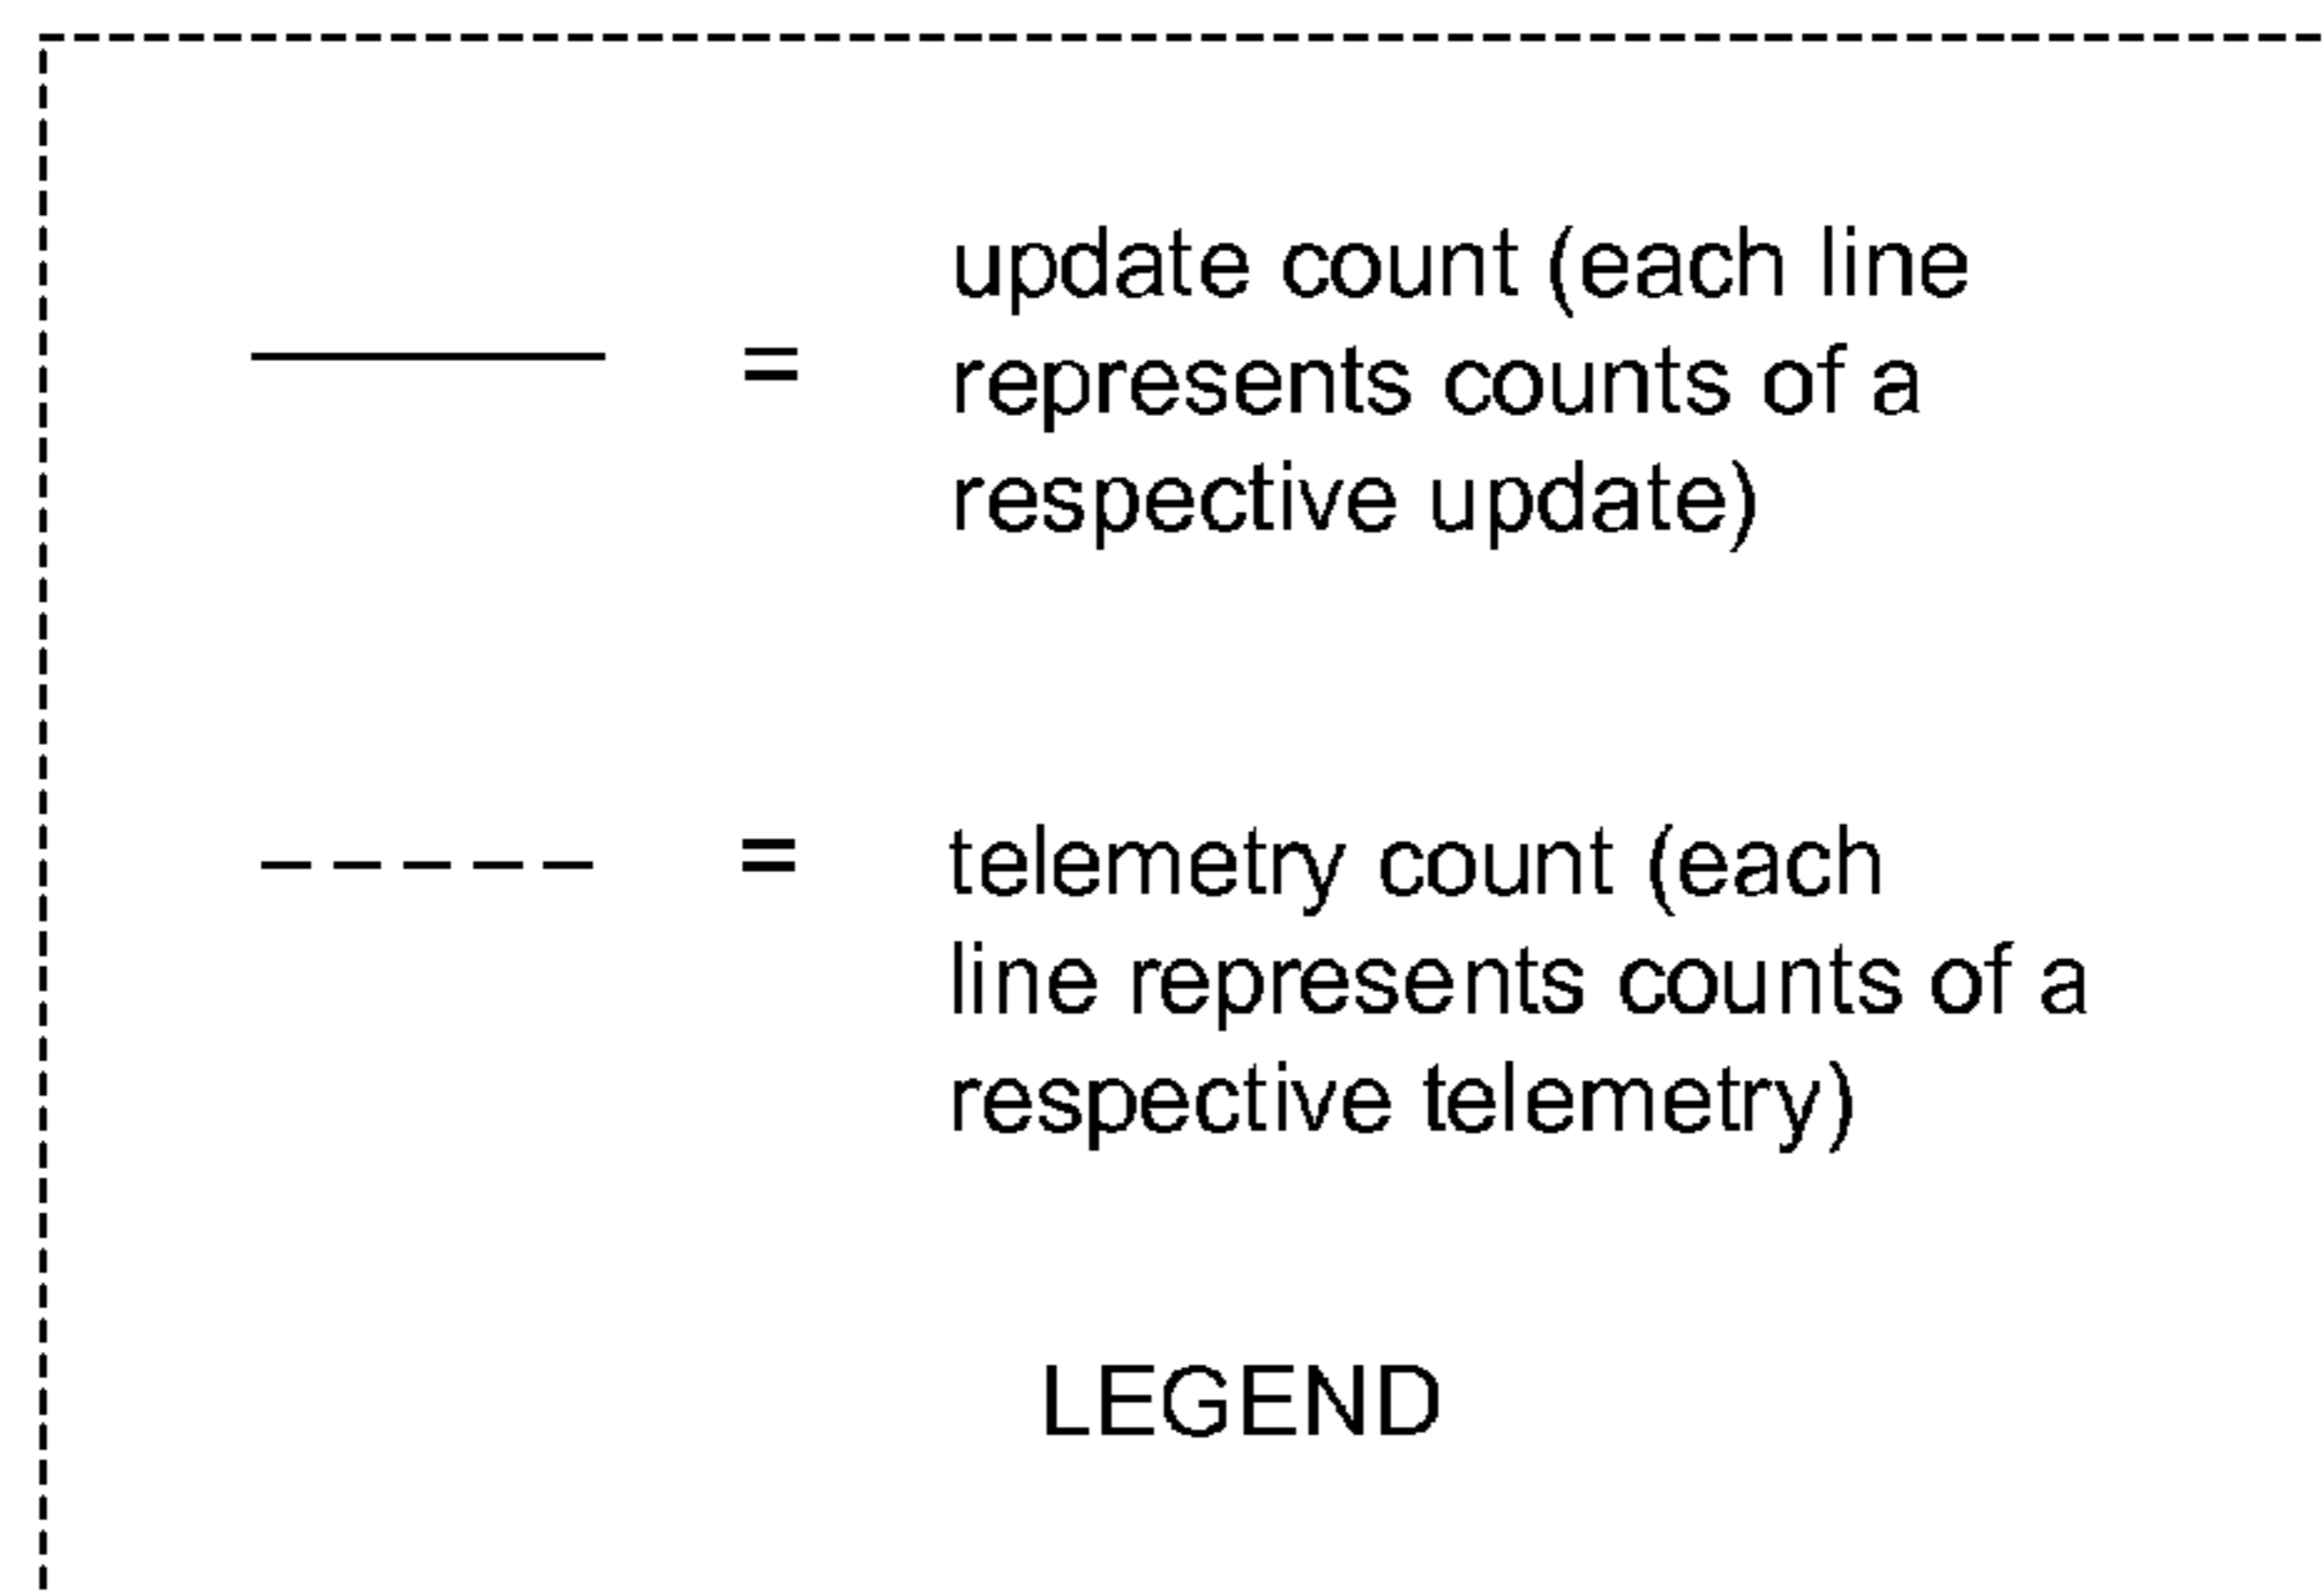 update count (each line
= represents counts of a
respective update)
= telemetry count (each
line represents counts of a
respective telemetry)
LEGEND